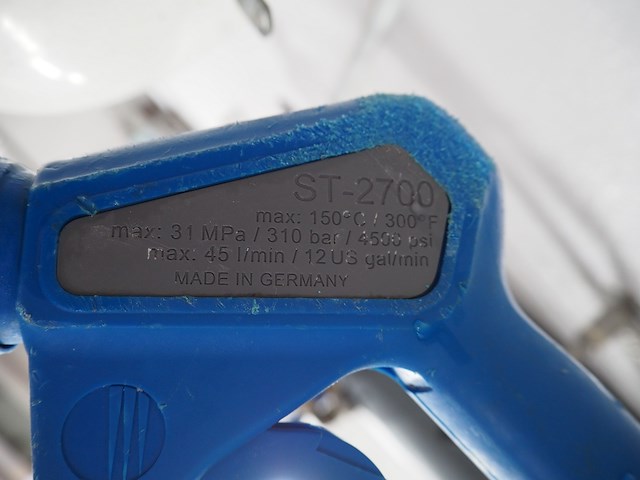 ST-2700
max: 150°C / 300°F
max: 31 MPa / 310 bar / 4500 psi
max: 45 l/min / 12 US gal/min
MADE IN GERMANY